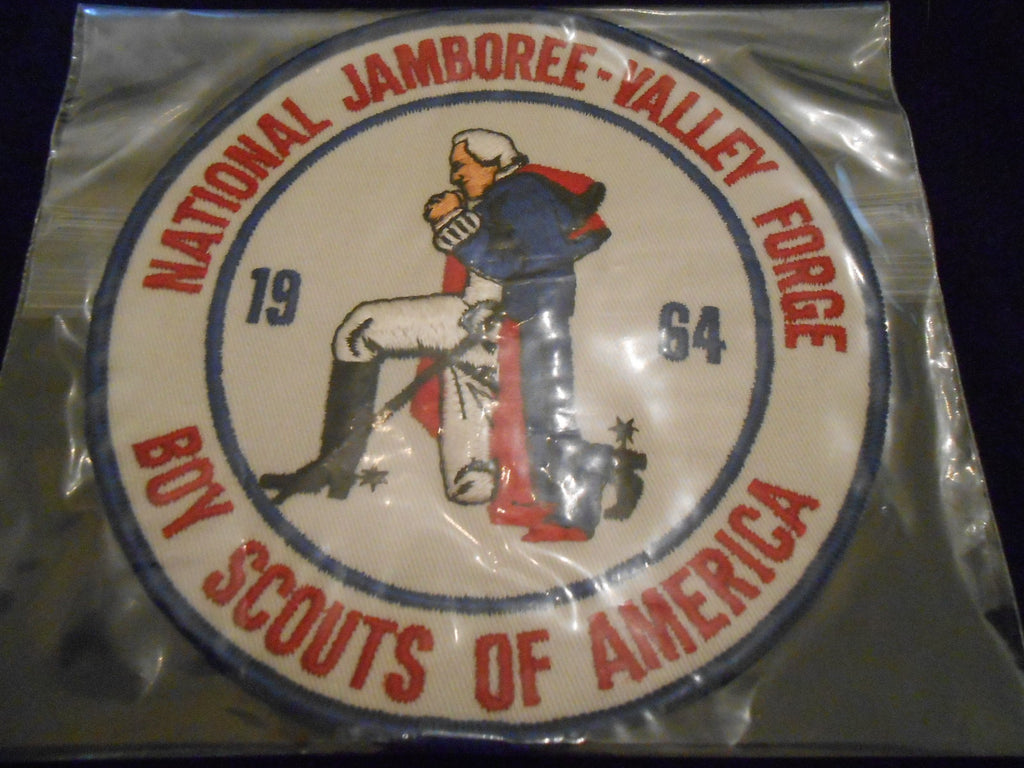 NATIONAL JAMBOREE-VALLEY FORGE
19 64
BOY SCOUTS OF AMERICA